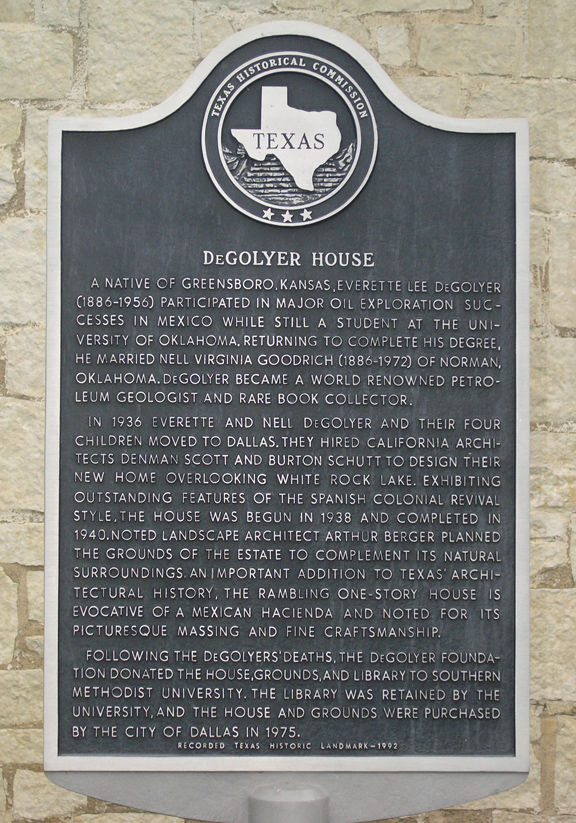 TEXAS HISTORICAL COMMISSION
TEXAS
DEGOLYER HOUSE
A NATIVE OF GREENSBORO, KANSAS, EVERETTE LEE DEGOLYER
(1886-1956) PARTICIPATED IN MAJOR OIL EXPLORATION SUC-
CESSES IN MEXICO WHILE STILL A STUDENT AT THE UNI-
VERSITY OF OKLAHOMA. RETURNING TO COMPLETE HIS DEGREE,
HE MARRIED NELL VIRGINIA GOODRICH (1886-1972) OF NORMAN,
OKLAHOMA. DEGOLYER BECAME A WORLD RENOWNED PETRO-
LEUM GEOLOGIST AND RARE BOOK COLLECTOR.
IN 1936 EVERETTE AND NELL DEGOLYER AND THEIR FOUR
CHILDREN MOVED TO DALLAS. THEY HIRED CALIFORNIA ARCHI-
TECTS DENMAN SCOTT AND BURTON SCHUTT TO DESIGN THEIR
NEW HOME OVERLOOKING WHITE ROCK LAKE. EXHIBITING
OUTSTANDING FEATURES OF THE SPANISH COLONIAL REVIVAL
STYLE, THE HOUSE WAS BEGUN IN 1938 AND COMPLETED IN
1940. NOTED LANDSCAPE ARCHITECT ARTHUR BERGER PLANNED
THE GROUNDS OF THE ESTATE TO COMPLEMENT ITS NATURAL
SURROUNDINGS. AN IMPORTANT ADDITION TO TEXAS' ARCHI-
TECTURAL HISTORY, THE RAMBLING ONE-STORY HOUSE IS
EVOCATIVE OF A MEXICAN HACIENDA AND NOTED FOR ITS
PICTURESQUE MASSING AND FINE CRAFTSMANSHIP.
FOLLOWING THE DEGOLYERS' DEATHS, THE DEGOLYER FOUNDA-
TION DONATED THE HOUSE, GROUNDS, AND LIBRARY TO SOUTHERN
METHODIST UNIVERSITY. THE LIBRARY WAS RETAINED BY THE
UNIVERSITY, AND THE HOUSE AND GROUNDS WERE PURCHASED
BY THE CITY OF DALLAS IN 1975.
RECORDED TEXAS HISTORIC LANDMARK-1992